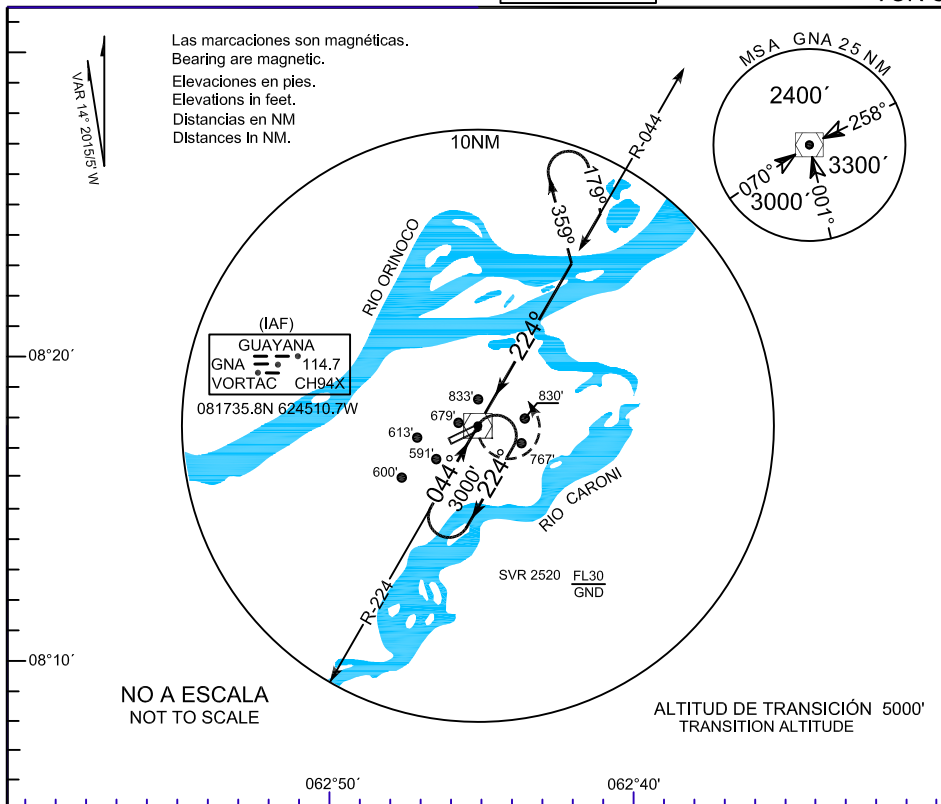 Las marcaciones son magnéticas.
Bearing are magnetic.
Elevaciones en pies.
Elevations in feet.
Distancias en NM
DIstances In NM.
VAR 14° 2015/5' W
MSA GNA 25 NM
2400´
258°
3300´
070°
3000´
001°
10NM
R-044
179°
359°
RIO ORINOCO
224°
(IAF)
GUAYANA
GNA 114.7
VORTAC CH94X
081735.8N 624510.7W
08°20´
833'
830'
679'
613'
591'
767'
600'
044°
3000'
224°
RIO CARONI
R-224
SVR 2520 FL30
GND
08°10´
NO A ESCALA
NOT TO SCALE
ALTITUD DE TRANSICIÓN 5000'
TRANSITION ALTITUDE
062°50´
062°40'